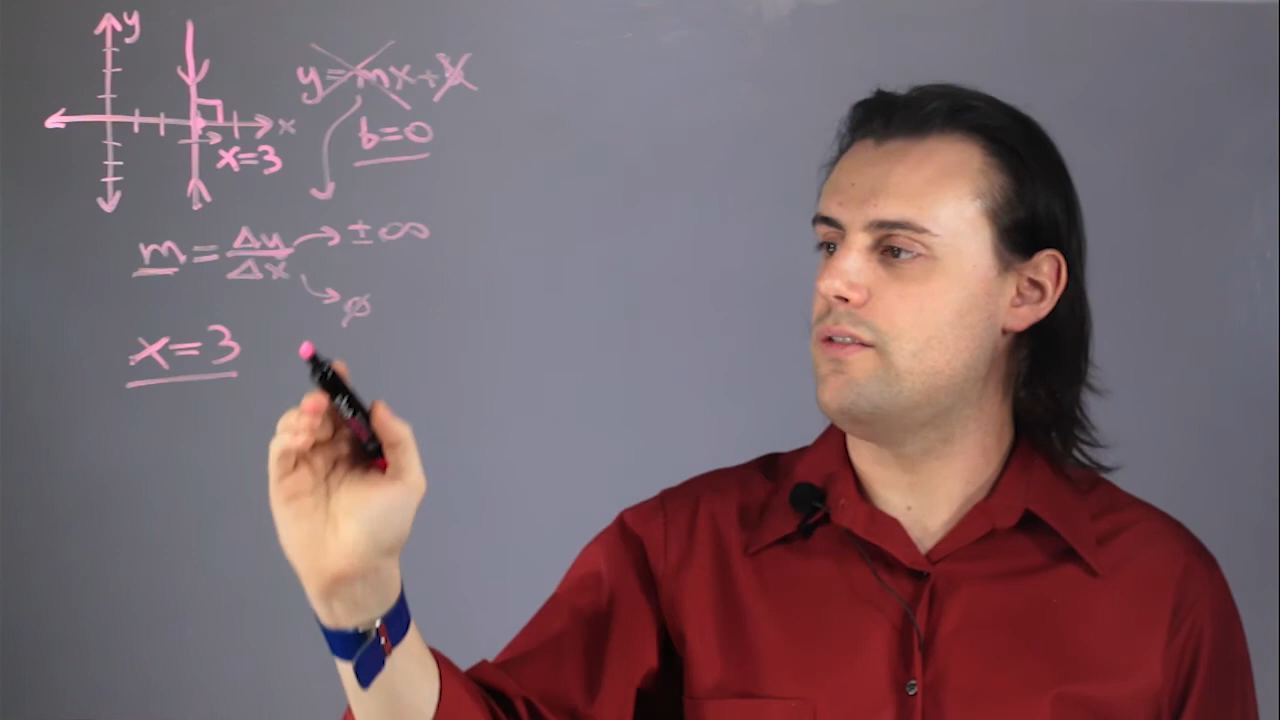 y
x
x=3
y=mx+b
b=0
m=Δy/Δx
±∞
∅
x=3